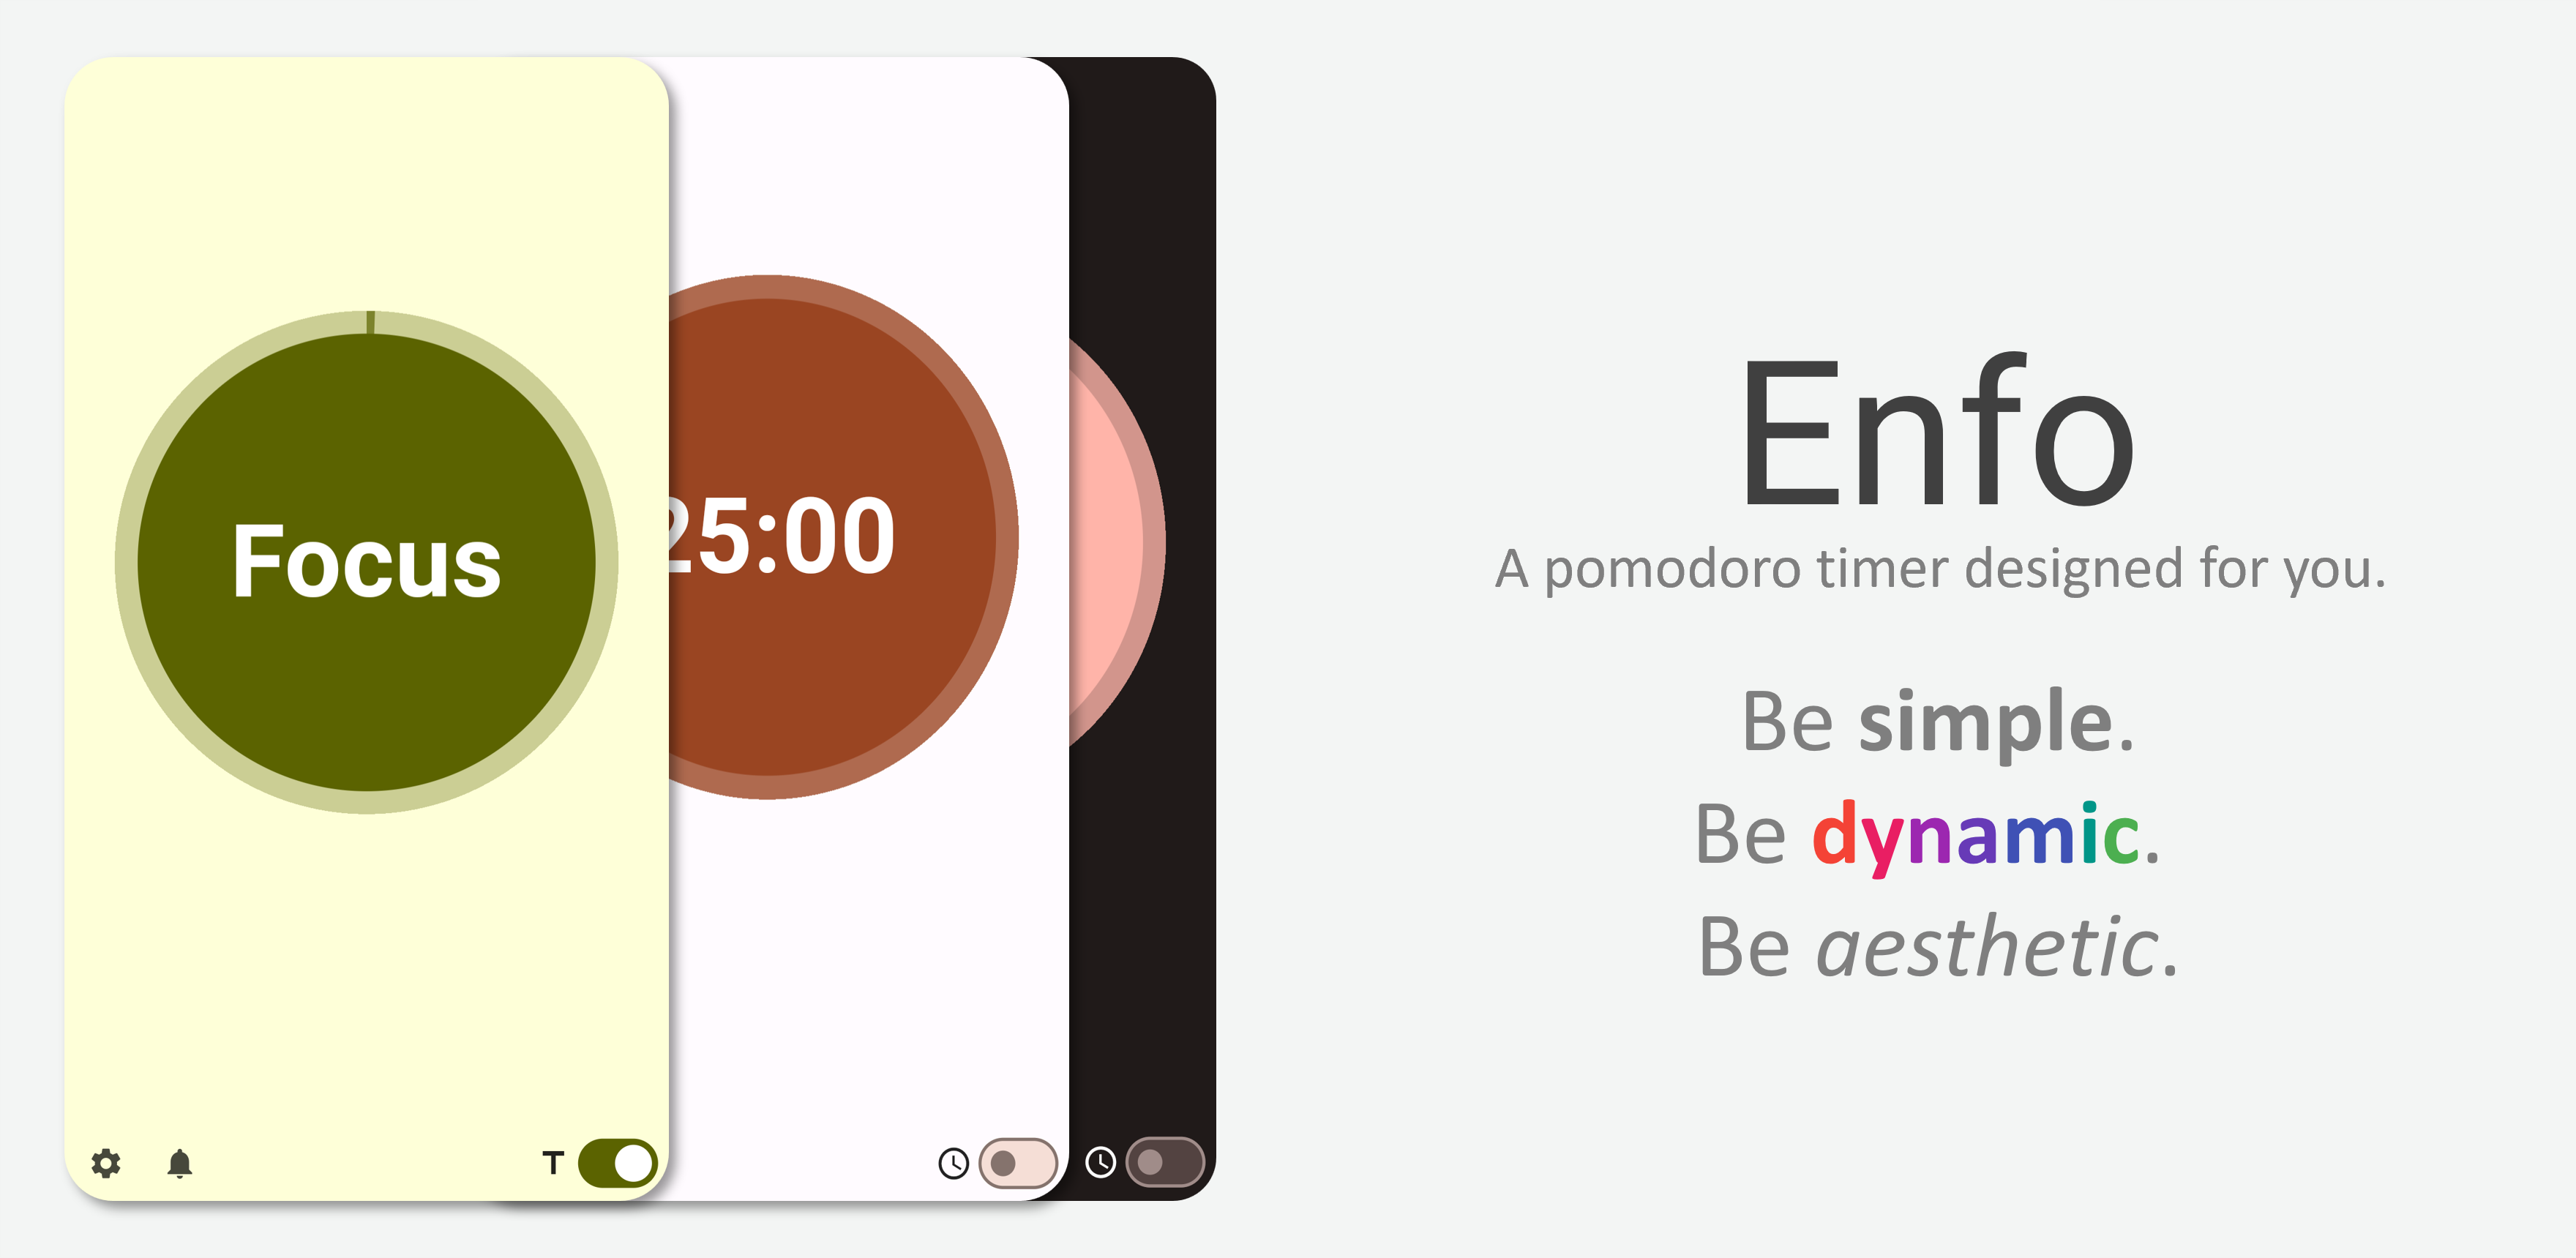 Focus
25:00
T
Enfo
A pomodoro timer designed for you.
Be simple.
Be dynamic.
Be aesthetic.